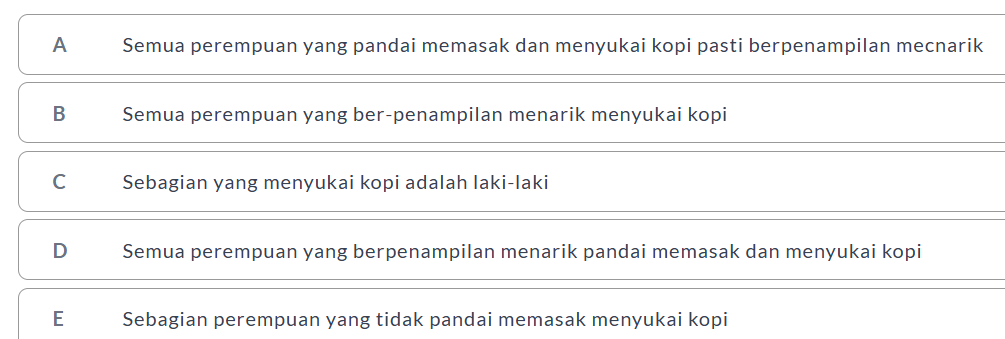 A Semua perempuan yang pandai memasak dan menyukai kopi pasti berpenampilan mecnarik
B Semua perempuan yang ber-penampilan menarik menyukai kopi
C Sebagian yang menyukai kopi adalah laki-laki
D Semua perempuan yang berpenampilan menarik pandai memasak dan menyukai kopi
E Sebagian perempuan yang tidak pandai memasak menyukai kopi